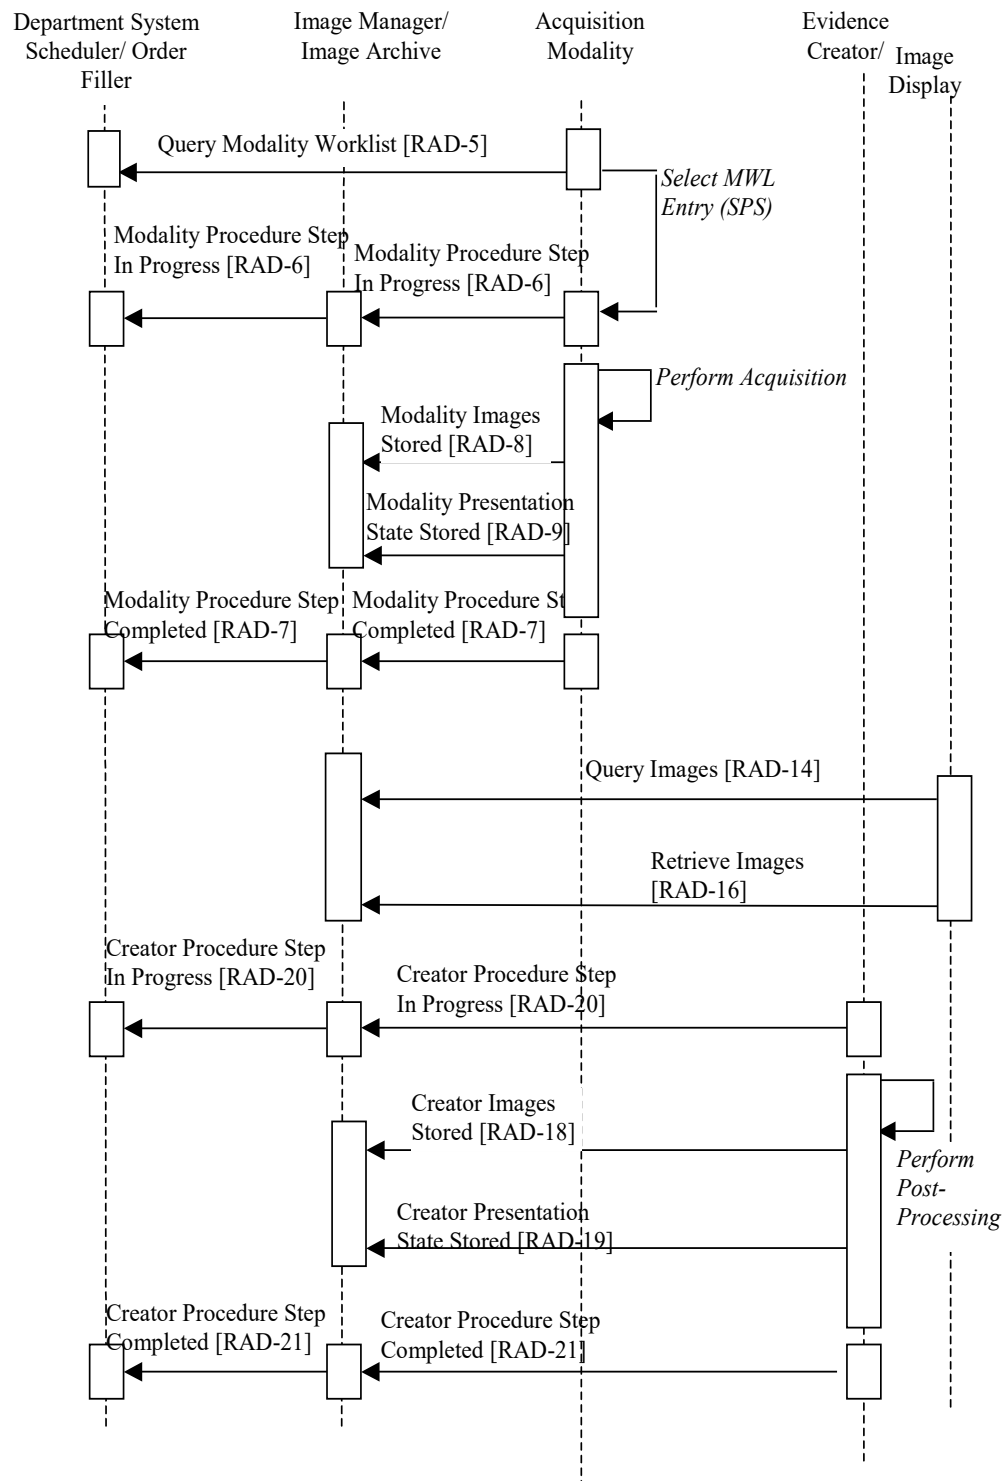 Department System
Scheduler/ Order
Filler
Image Manager/
Image Archive
Acquisition
Modality
Evidence
Creator/
Image
Display
Query Modality Worklist [RAD-5]
Select MWL
Entry (SPS)
Modality Procedure Step
In Progress [RAD-6]
Modality Procedure Step
In Progress [RAD-6]
Perform Acquisition
Modality Images
Stored [RAD-8]
Modality Presentation
State Stored [RAD-9]
Modality Procedure Step
Completed [RAD-7]
Modality Procedure St
Completed [RAD-7]
Query Images [RAD-14]
Retrieve Images
[RAD-16]
Creator Procedure Step
In Progress [RAD-20]
Creator Procedure Step
In Progress [RAD-20]
Creator Images
Stored [RAD-18]
Perform
Post-
Processing
Creator Presentation
State Stored [RAD-19]
Creator Procedure Step
Completed [RAD-21]
Creator Procedure Step
Completed [RAD-21]